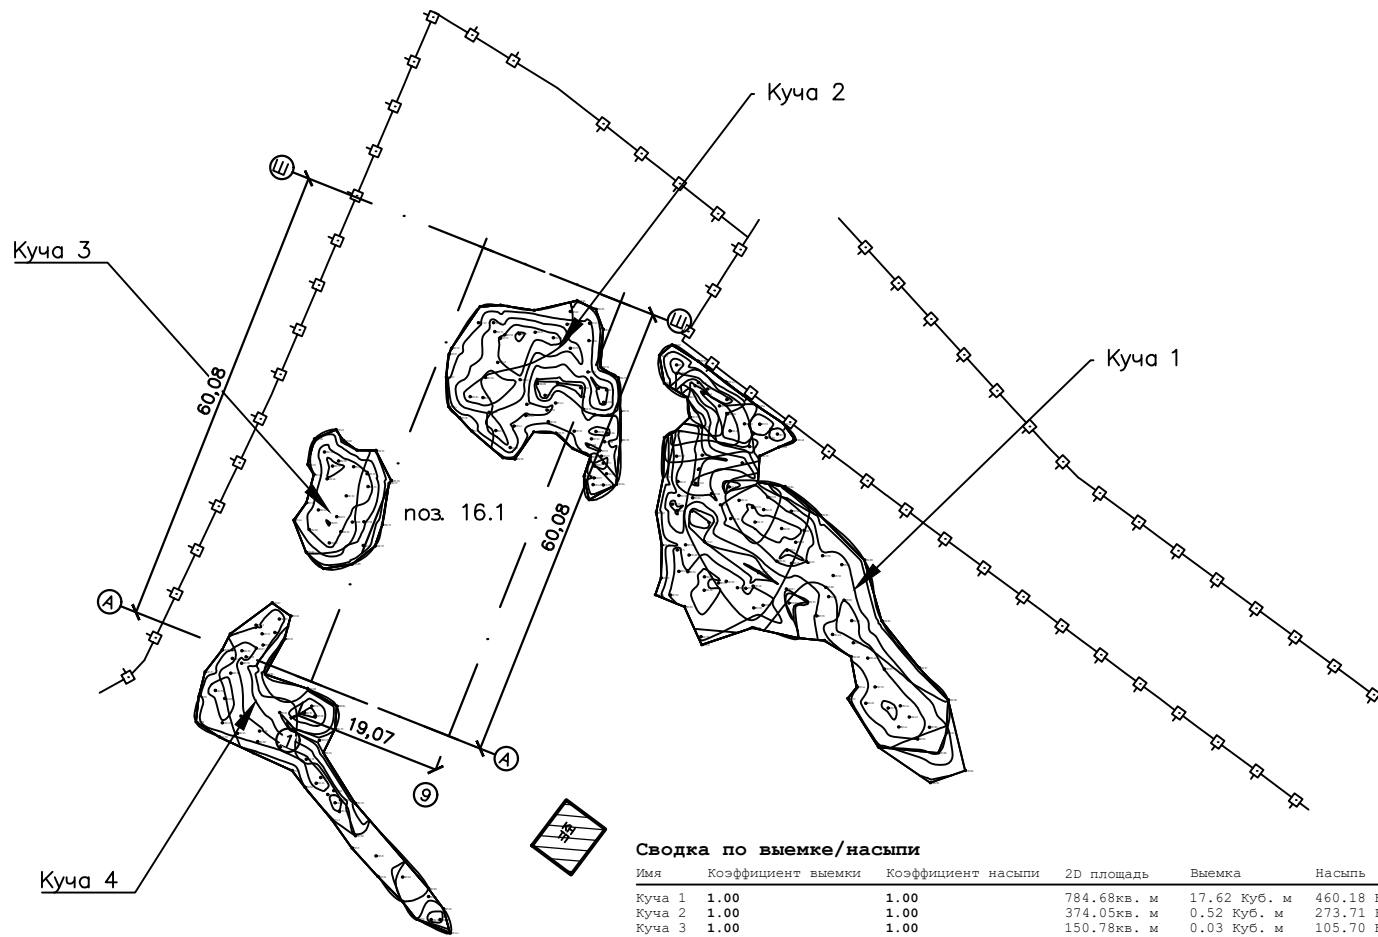 Куча 2
Ш
Куча 3
Ш
Куча 1
60,08
поз. 16.1
60,08
А
19,07
1
А
9
Куча 4
Сводка по выемке/насыпи
Имя Коэффициент выемки Коэффициент насыпи 2D площадь Выемка Насыпь
Куча 1 1.00 1.00 784.68кв. м 17.62 Куб. м 460.18
Куча 2 1.00 1.00 374.05кв. м 0.52 Куб. м 273.71
Куча 3 1.00 1.00 150.78кв. м 0.03 Куб. м 105.70